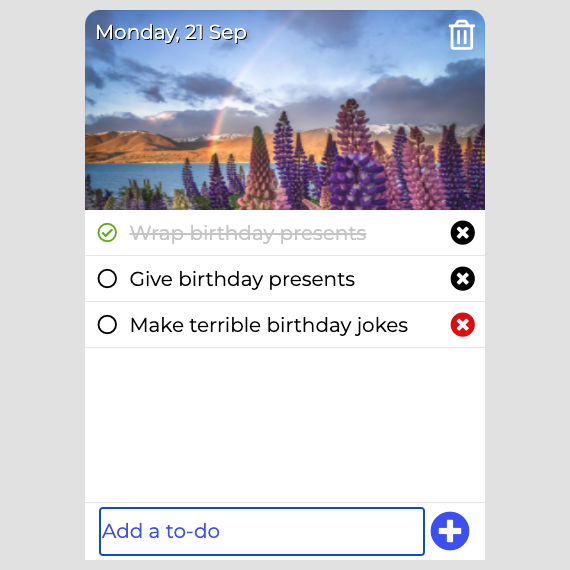 Monday, 21 Sep
Wrap birthday presents
Give birthday presents
Make terrible birthday jokes
Add a to-do